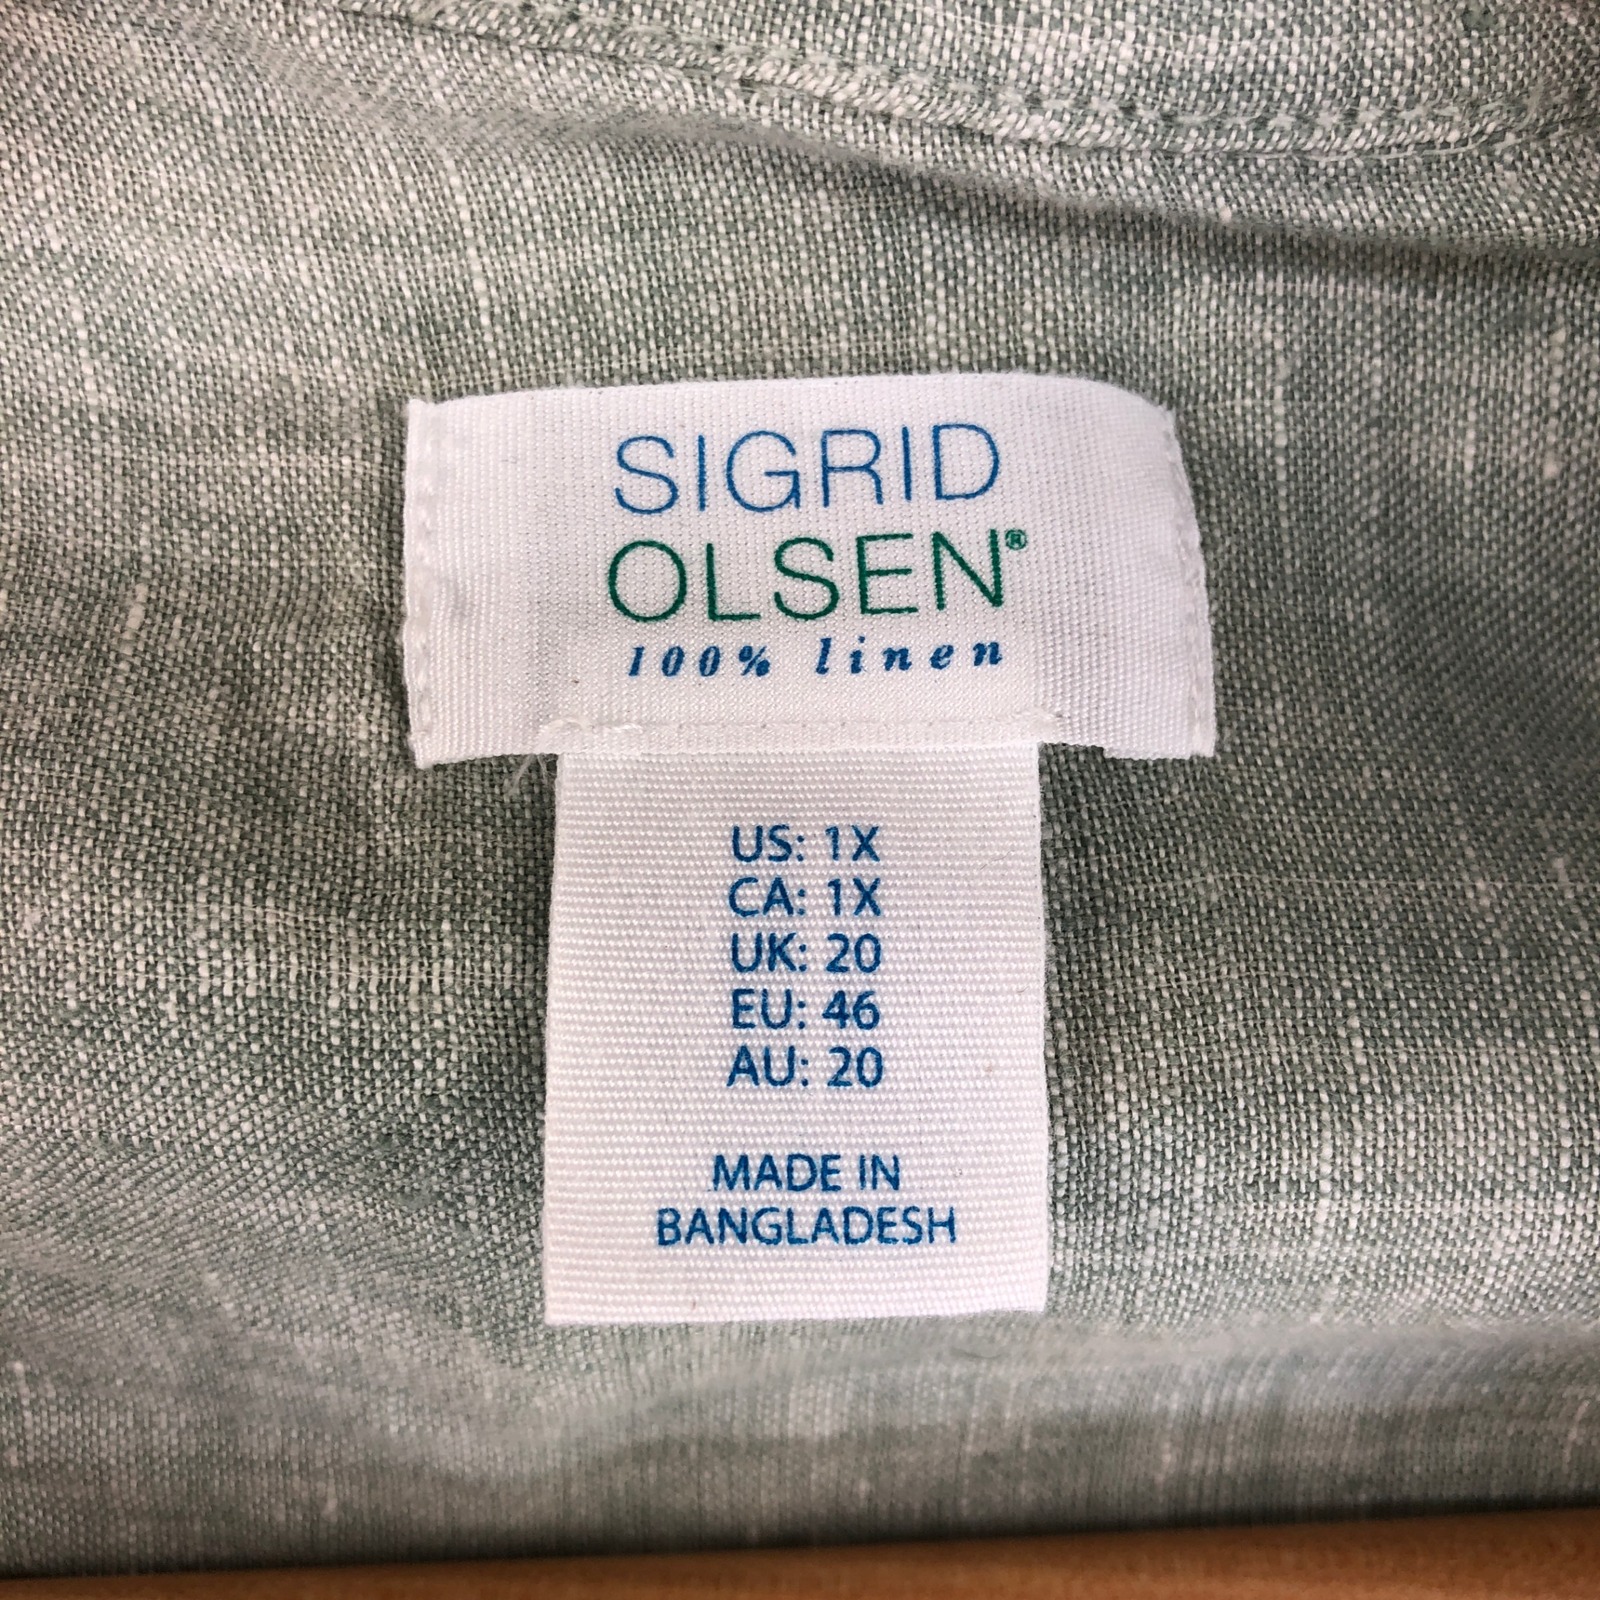 SIGRID
OLSEN®
100% linen
US: 1X
CA: 1X
UK: 20
EU: 46
AU: 20
MADE IN
BANGLADESH